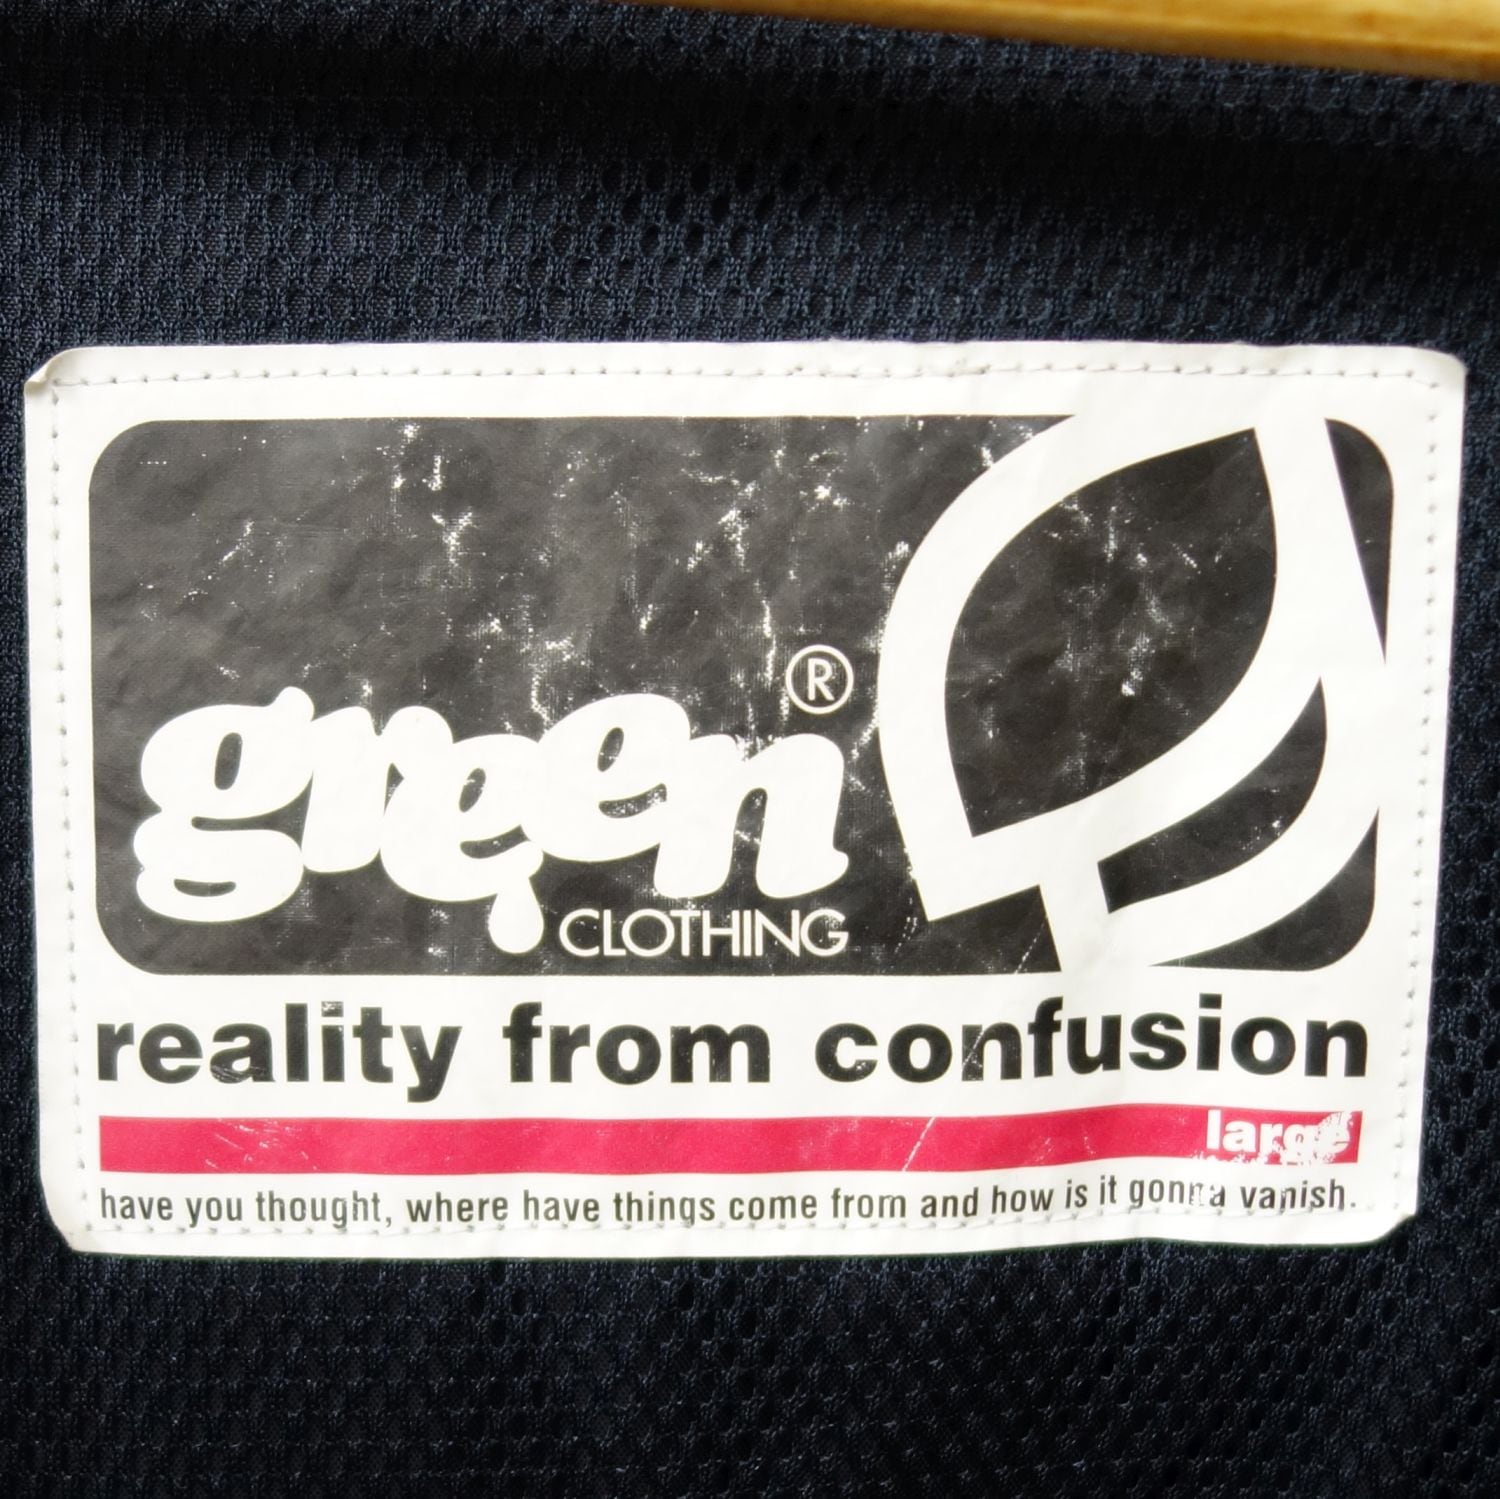 green®
CLOTHING
reality from confusion
large
have you thought, where have things come from and how is it gonna vanish.